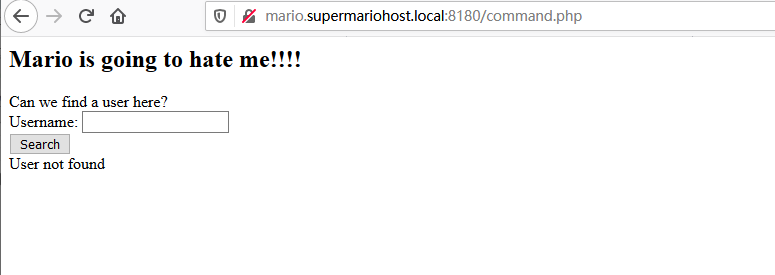 mario.supermariohost.local:8180/command.php
Mario is going to hate me!!!!
Can we find a user here?
Username:
Search
User not found